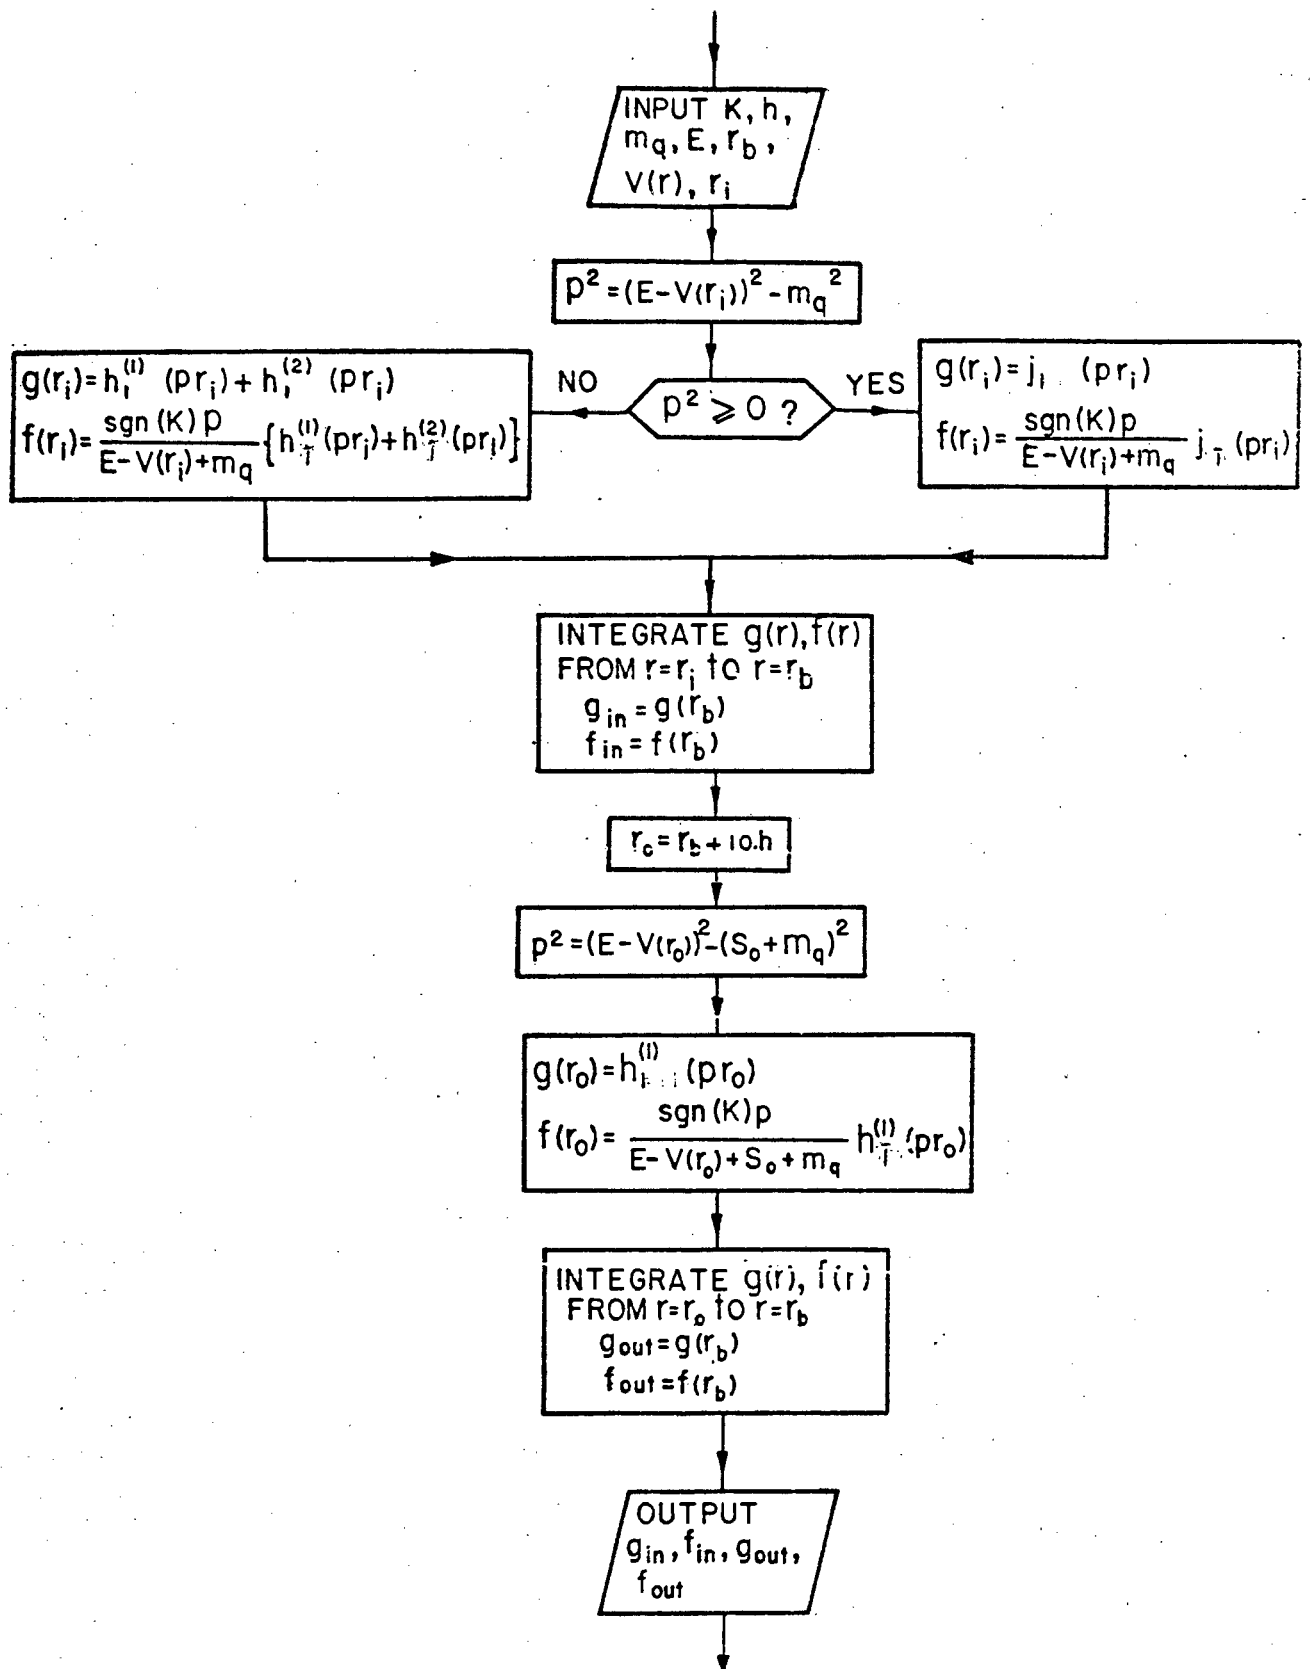 INPUT K, h,
m_q, E, r_b,
V(r), r_i
p² = (E-V(r_i))² - m_q²
p² ⩾ 0 ?
NO
YES
g(r_i) = h_l^(1) (pr_i) + h_l^(2) (pr_i)
f(r_i) = sgn(K)p / E-V(r_i)+m_q {h_l̄^(1)(pr_i) + h_l̄^(2)(pr_i)}
g(r_i) = j_l (pr_i)
f(r_i) = sgn(K)p / E-V(r_i)+m_q j_l̄ (pr_i)
INTEGRATE g(r), f(r)
FROM r=r_i to r=r_b
g_in = g(r_b)
f_in = f(r_b)
r_o = r_b + 10.h
p² = (E-V(r_o))² - (S_o+m_q)²
g(r_o) = h_l^(1) (pr_o)
f(r_o) = sgn(K)p / E-V(r_o)+S_o+m_q h_l̄^(1) (pr_o)
INTEGRATE g(r), f(r)
FROM r=r_o to r=r_b
g_out = g(r_b)
f_out = f(r_b)
OUTPUT
g_in, f_in, g_out,
f_out